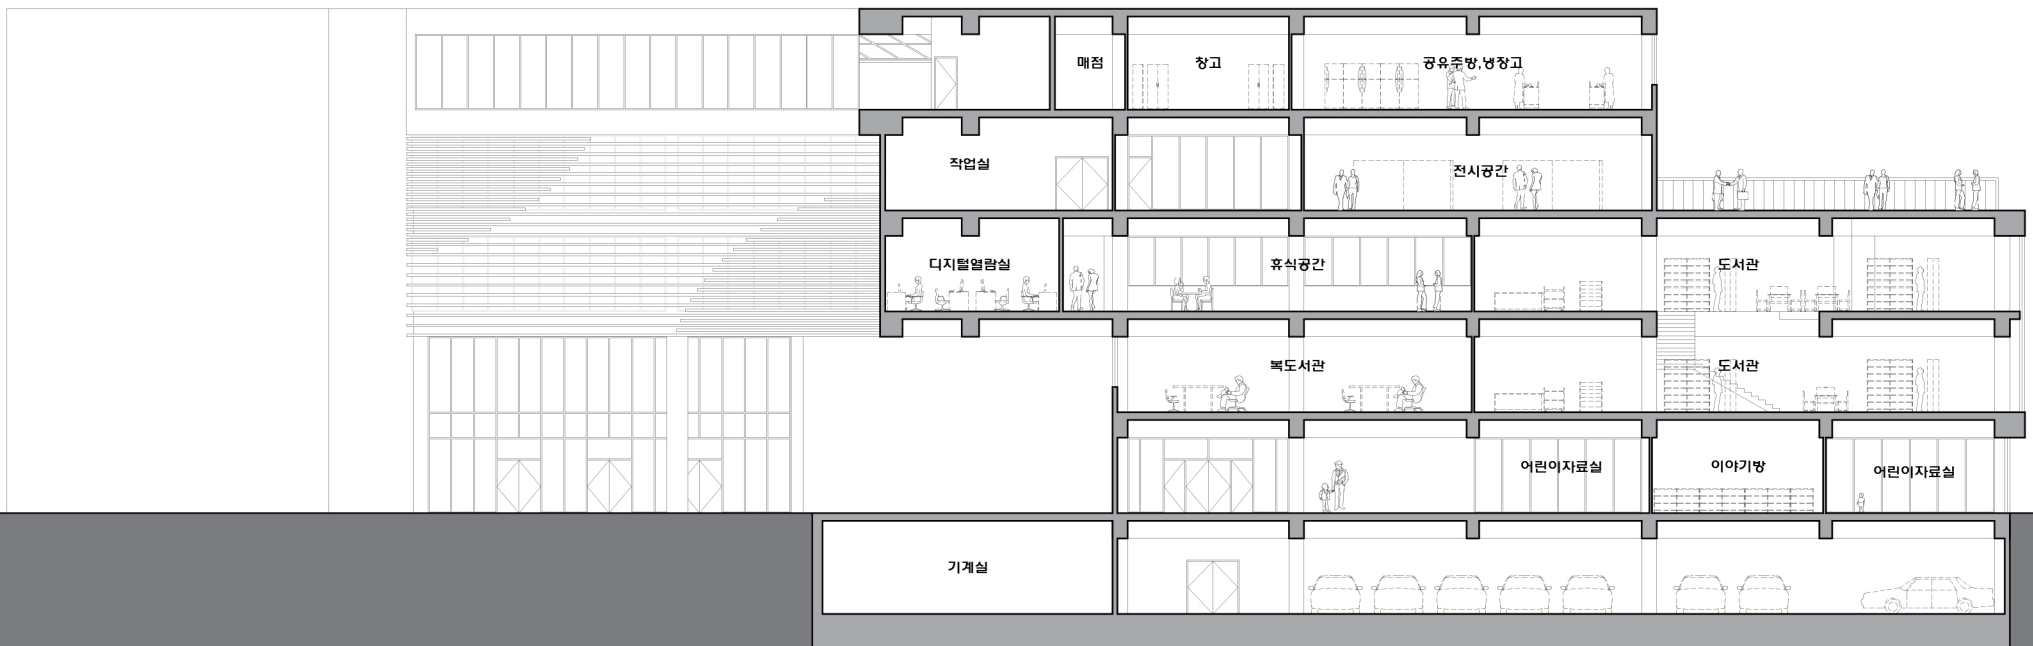 매점
창고
공유주방,냉장고
작업실
전시공간
디지털열람실
휴식공간
도서관
북도서관
도서관
어린이자료실
이야기방
어린이자료실
기계실